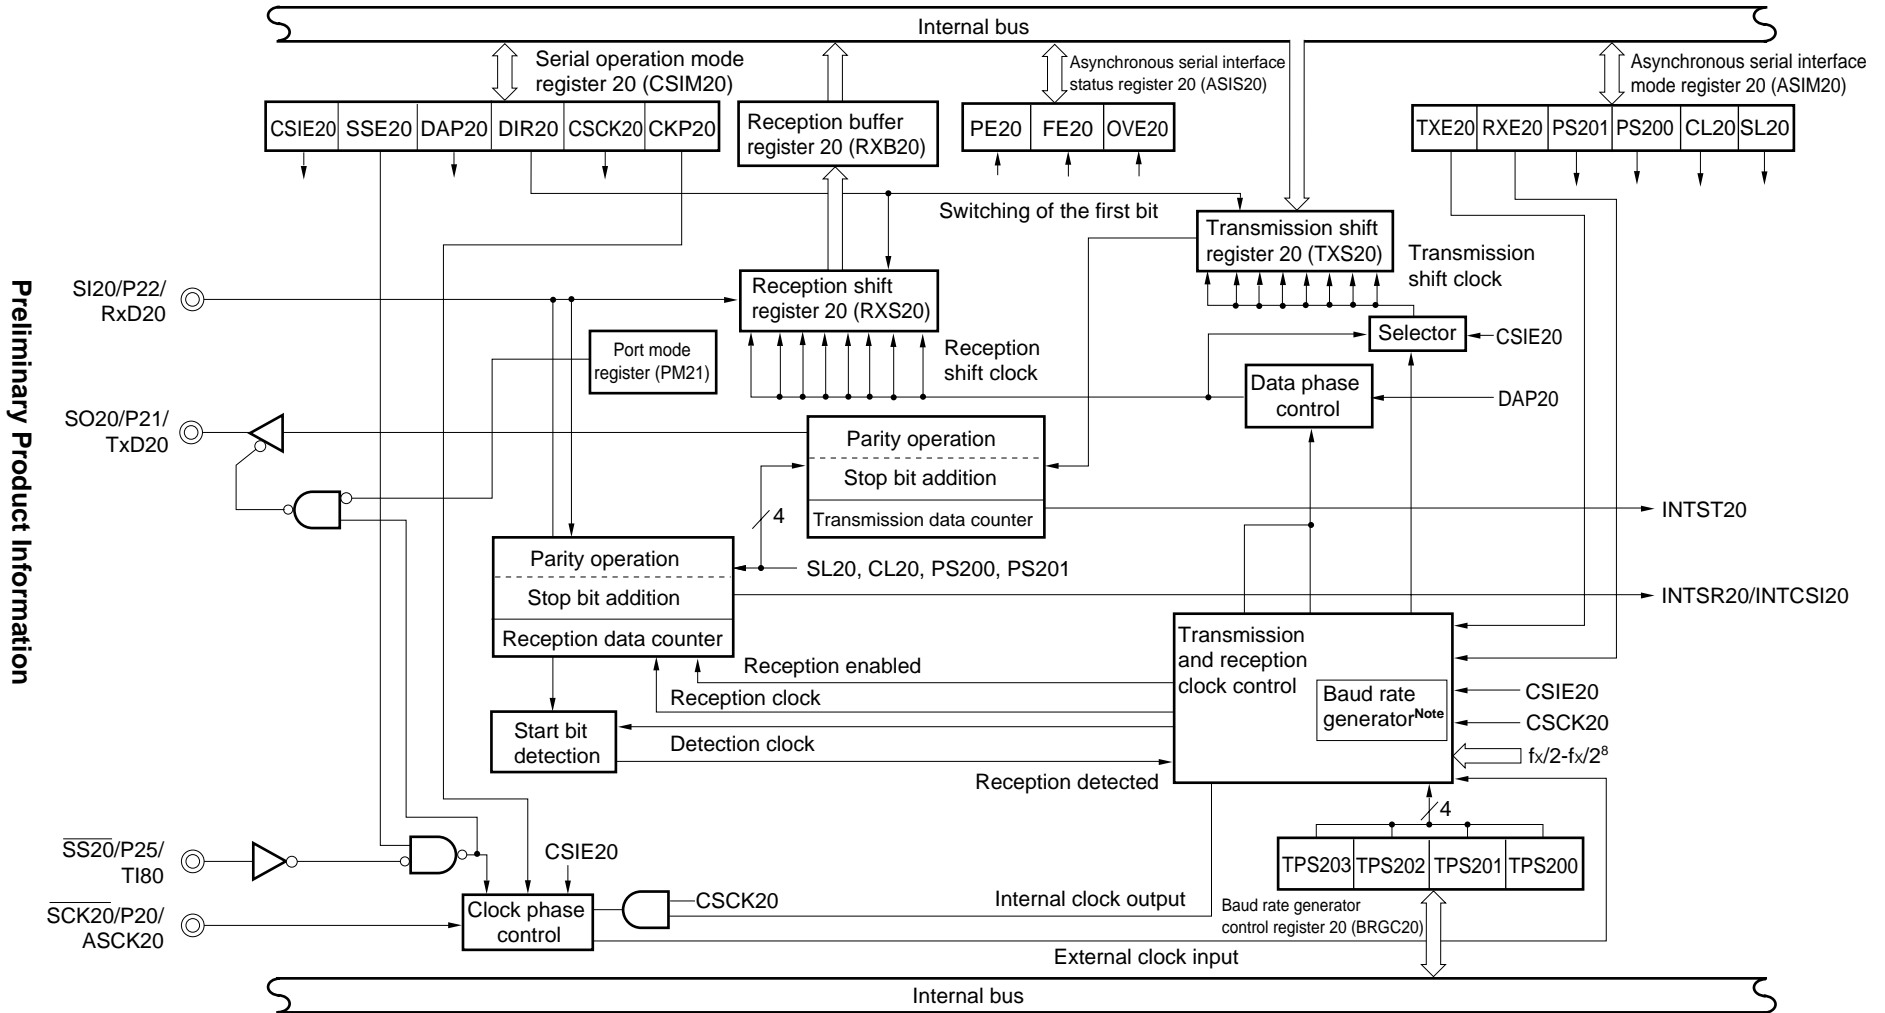 Internal bus
Serial operation mode
register 20 (CSIM20)
Asynchronous serial interface
status register 20 (ASIS20)
Asynchronous serial interface
mode register 20 (ASIM20)
CSIE20 SSE20 DAP20 DIR20 CSCK20 CKP20
Reception buffer
register 20 (RXB20)
PE20 FE20 OVE20
TXE20 RXE20 PS201 PS200 CL20 SL20
Switching of the first bit
Transmission shift
register 20 (TXS20)
Transmission
shift clock
SI20/P22/
RxD20
Reception shift
register 20 (RXS20)
Selector
CSIE20
Port mode
register (PM21)
Reception
shift clock
Data phase
control
DAP20
SO20/P21/
TxD20
Parity operation
Stop bit addition
Transmission data counter
4
INTST20
Parity operation
Stop bit addition
Reception data counter
SL20, CL20, PS200, PS201
INTSR20/INTCSI20
Transmission
and reception
clock control
Baud rate
generatorNote
Reception enabled
Reception clock
CSIE20
CSCK20
fx/2-fx/2⁸
Start bit
detection
Detection clock
Reception detected
4
SS20/P25/
TI80
CSIE20
TPS203 TPS202 TPS201 TPS200
SCK20/P20/
ASCK20
Clock phase
control
CSCK20
Internal clock output
Baud rate generator
control register 20 (BRGC20)
External clock input
Internal bus
Preliminary Product Information